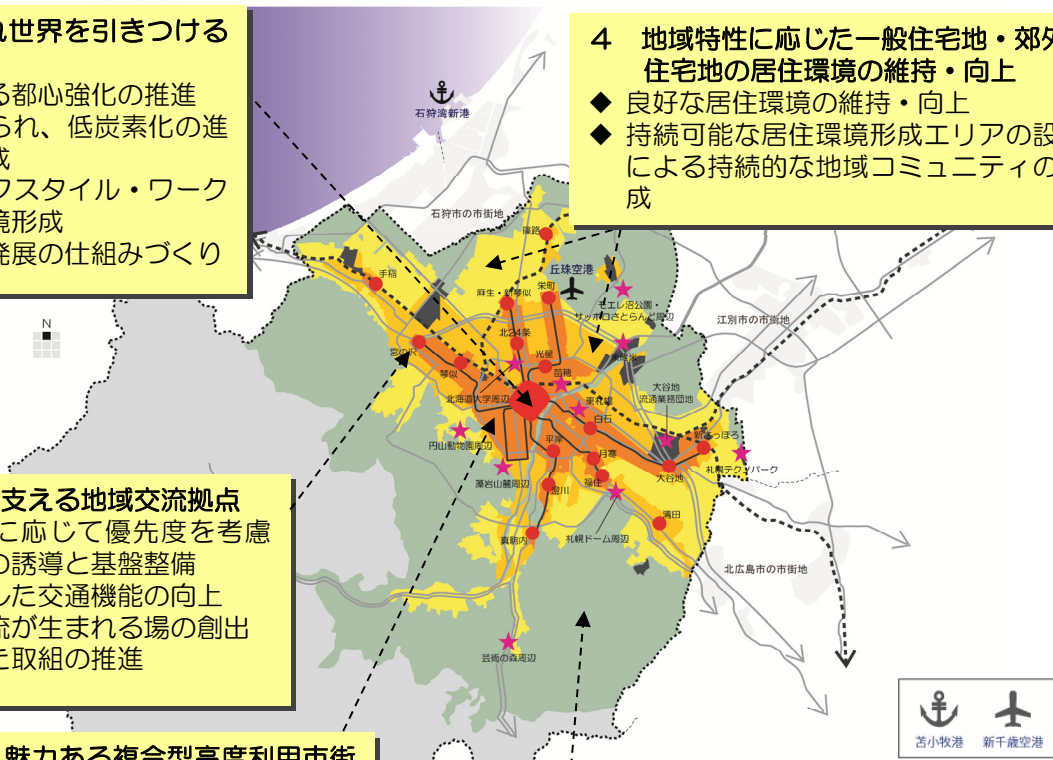 れ世界を引きつける
る都心強化の推進
られ、低炭素化の進
成
フスタイル・ワーク
境形成
発展の仕組みづくり
4 地域特性に応じた一般住宅地・郊外
住宅地の居住環境の維持・向上
◆ 良好な居住環境の維持・向上
◆ 持続可能な居住環境形成エリアの設
による持続的な地域コミュニティの
成
石狩湾新港
石狩市の市街地
篠路
丘珠空港
手稲
麻生・新琴似
栄町
モエレ沼公園・
サッポロさとらんど周辺
江別市の市街地
N
北24条
宮の沢
光星
琴似
苗穂
大谷地
流通業務団地
北海道大学周辺
東札幌
白石
円山動物園周辺
平岸
新さっぽろ
月寒
札幌テクノパーク
藻岩山麓周辺
澄川
福住
大谷地
清田
真駒内
札幌ドーム周辺
北広島市の市街地
支える地域交流拠点
に応じて優先度を考慮
の誘導と基盤整備
した交通機能の向上
流が生まれる場の創出
た取組の推進
芸術の森周辺
苫小牧港
新千歳空港
魅力ある複合型高度利用市街